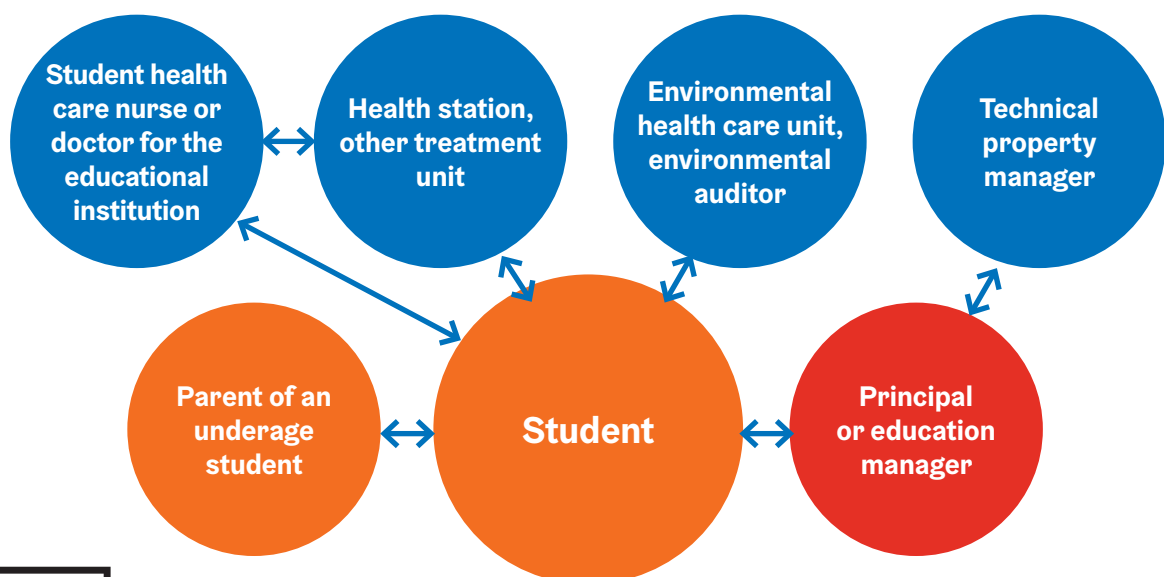 Student health
care nurse or
doctor for the
educational
institution
Health station,
other treatment
unit
Environmental
health care unit,
environmental
auditor
Technical
property
manager
Parent of an
underage
student
Student
Principal
or education
manager